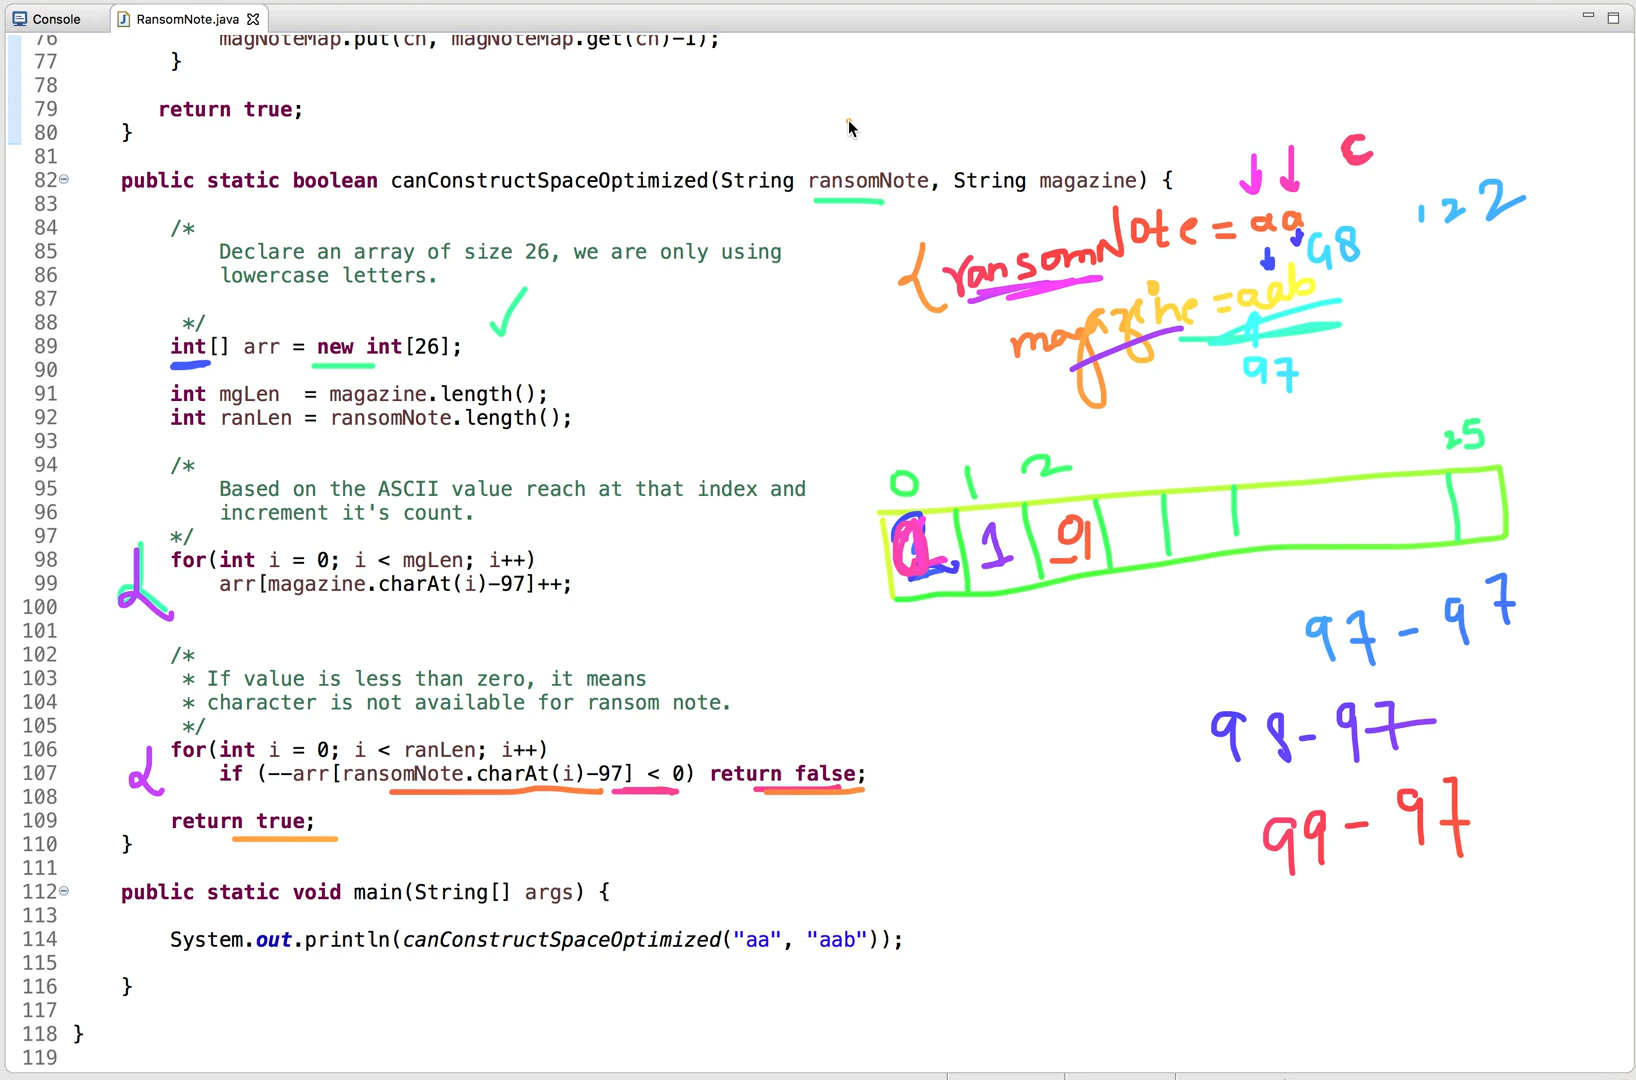 Console RansomNote.java
76 magNoteMap.put(ch, magNoteMap.get(ch)-1);
77 }
78
79 return true;
80 }
81
82 public static boolean canConstructSpaceOptimized(String ransomNote, String magazine) {
83
84 /*
85 Declare an array of size 26, we are only using
86 lowercase letters.
87
88 */
89 int[] arr = new int[26];
90
91 int mgLen = magazine.length();
92 int ranLen = ransomNote.length();
93
94 /*
95 Based on the ASCII value reach at that index and
96 increment it's count.
97 */
98 for(int i = 0; i < mgLen; i++)
99 arr[magazine.charAt(i)-97]++;
100
101
102 /*
103 * If value is less than zero, it means
104 * character is not available for ransom note.
105 */
106 for(int i = 0; i < ranLen; i++)
107 if (--arr[ransomNote.charAt(i)-97] < 0) return false;
108
109 return true;
110 }
111
112 public static void main(String[] args) {
113
114 System.out.println(canConstructSpaceOptimized("aa", "aab"));
115
116 }
117
118 }
119
c
1 2 2
ransomNote = aa
98
magazine = aab
97
0 1 2 25
1
97 - 97
98 - 97
99 - 97